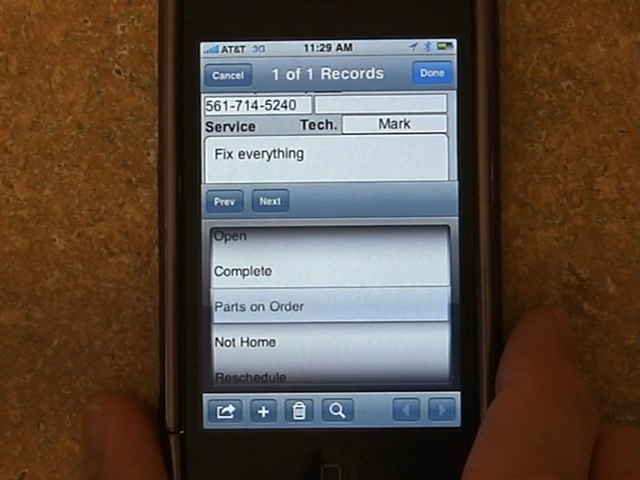 AT&T 3G 11:29 AM
Cancel 1 of 1 Records Done
561-714-5240
Service Tech. Mark
Fix everything
Prev Next
Open
Complete
Parts on Order
Not Home
Reschedule